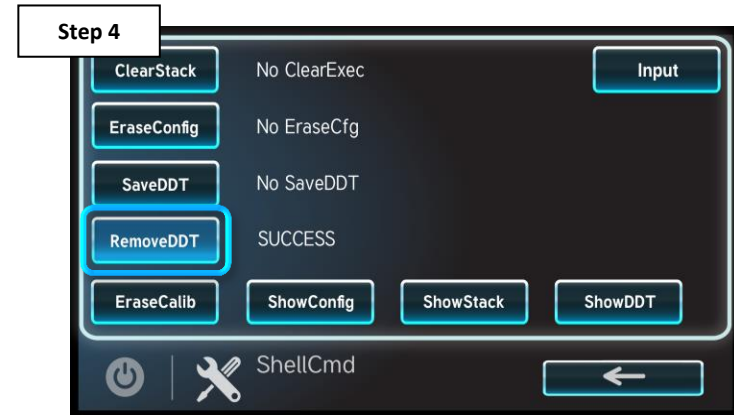 Step 4
ClearStack No ClearExec Input
EraseConfig No EraseCfg
SaveDDT No SaveDDT
RemoveDDT SUCCESS
EraseCalib ShowConfig ShowStack ShowDDT
ShellCmd